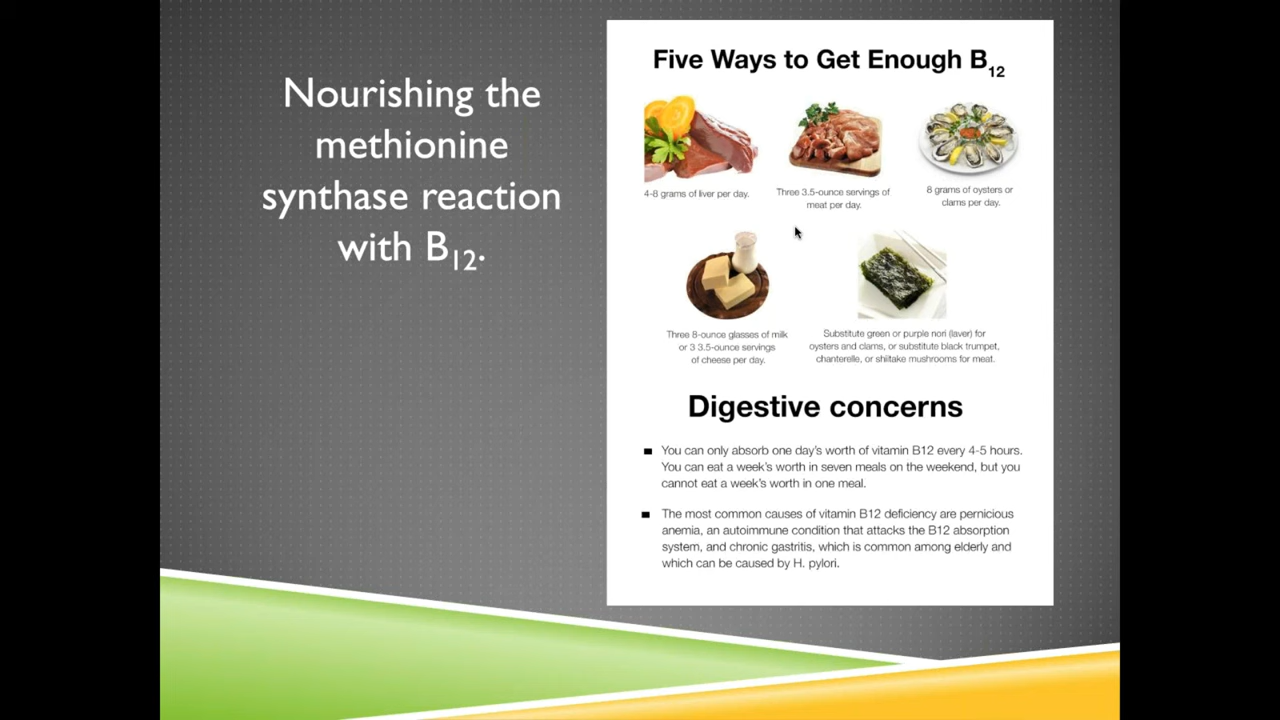 Nourishing the
methionine
synthase reaction
with B12.
Five Ways to Get Enough B12
4-8 grams of liver per day.
Three 3.5-ounce servings of
meat per day.
8 grams of oysters or
clams per day.
Three 8-ounce glasses of milk
or 3 3.5-ounce servings
of cheese per day.
Substitute green or purple nori (laver) for
oysters and clams, or substitute black trumpet,
chanterelle, or shiitake mushrooms for meat.
Digestive concerns
You can only absorb one day's worth of vitamin B12 every 4-5 hours.
You can eat a week's worth in seven meals on the weekend, but you
cannot eat a week's worth in one meal.
The most common causes of vitamin B12 deficiency are pernicious
anemia, an autoimmune condition that attacks the B12 absorption
system, and chronic gastritis, which is common among elderly and
which can be caused by H. pylori.